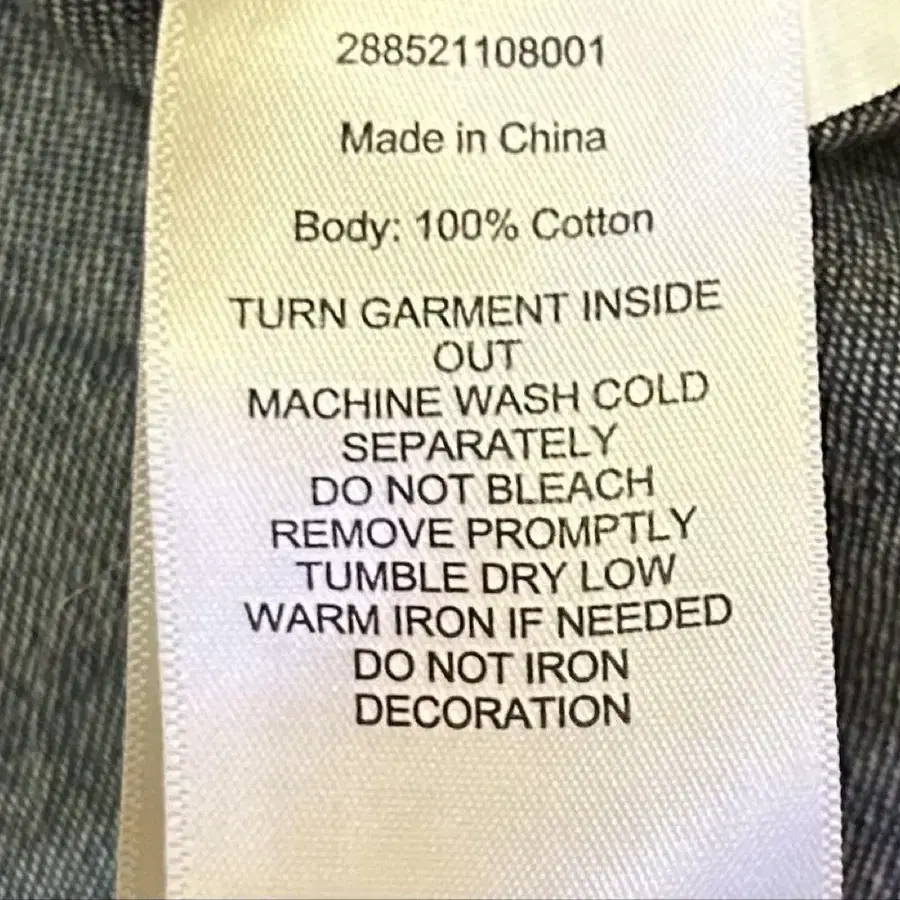 288521108001
Made in China
Body: 100% Cotton
TURN GARMENT INSIDE
OUT
MACHINE WASH COLD
SEPARATELY
DO NOT BLEACH
REMOVE PROMPTLY
TUMBLE DRY LOW
WARM IRON IF NEEDED
DO NOT IRON
DECORATION